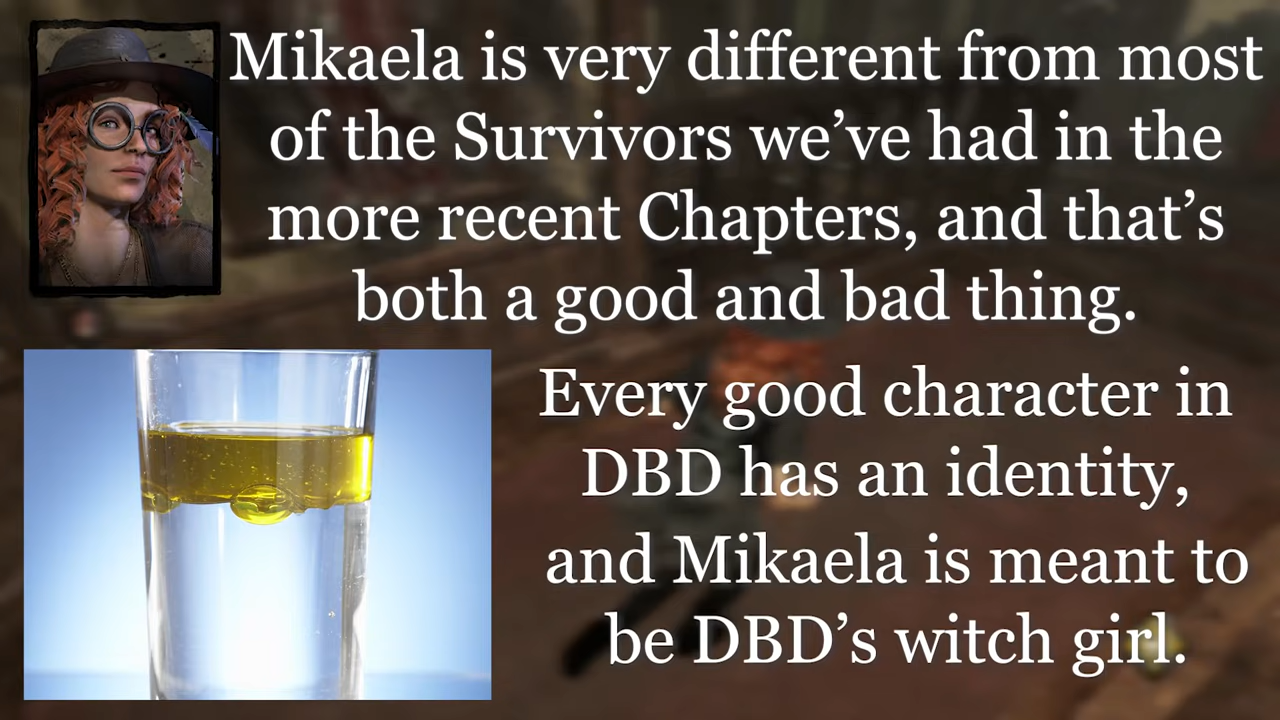 Mikaela is very different from most
of the Survivors we've had in the
more recent Chapters, and that's
both a good and bad thing.
Every good character in
DBD has an identity,
and Mikaela is meant to
be DBD's witch girl.